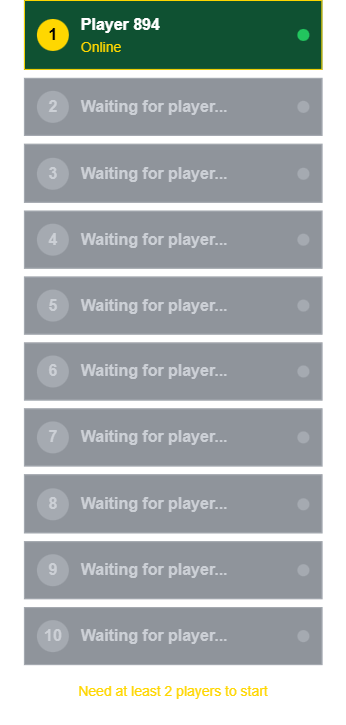 1
Player 894
Online
2
Waiting for player...
3
Waiting for player...
4
Waiting for player...
5
Waiting for player...
6
Waiting for player...
7
Waiting for player...
8
Waiting for player...
9
Waiting for player...
10
Waiting for player...
Need at least 2 players to start